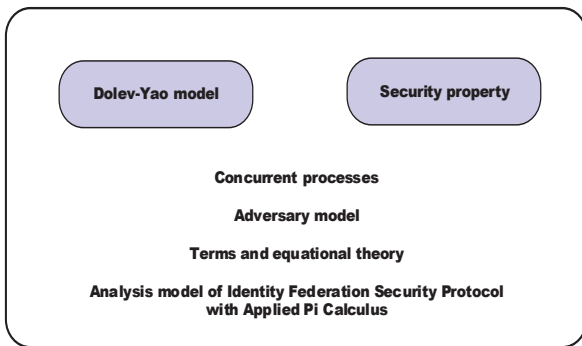 Dolev-Yao model
Security property
Concurrent processes
Adversary model
Terms and equational theory
Analysis model of Identity Federation Security Protocol
with Applied Pi Calculus